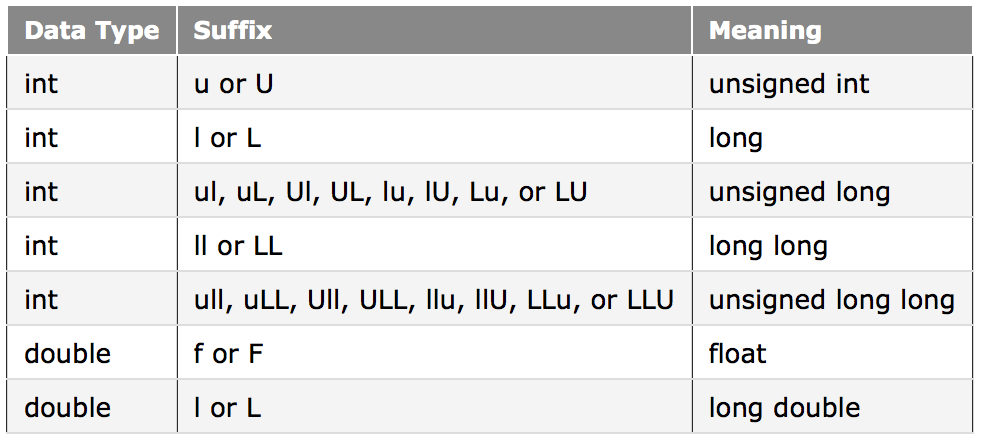 Data Type Suffix Meaning
int u or U unsigned int
int l or L long
int ul, uL, Ul, UL, lu, lU, Lu, or LU unsigned long
int ll or LL long long
int ull, uLL, Ull, ULL, llu, llU, LLu, or LLU unsigned long long
double f or F float
double l or L long double